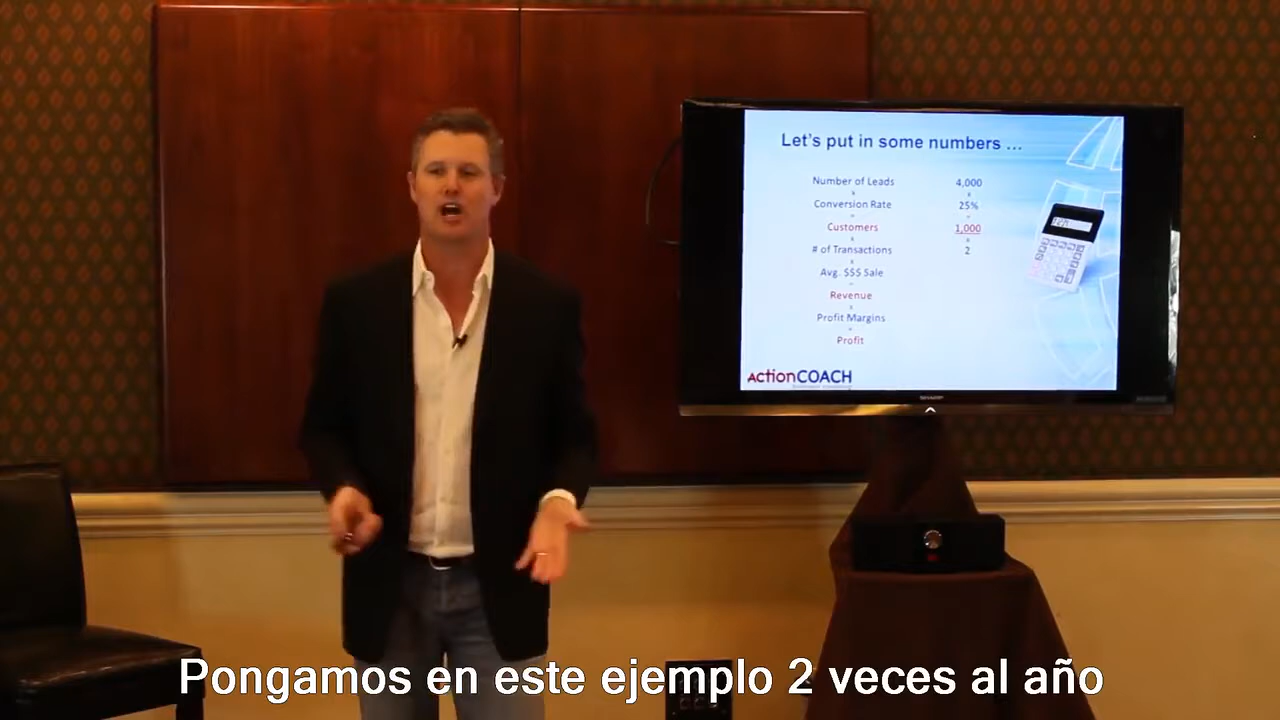 Let's put in some numbers ...
Number of Leads 4,000
x x
Conversion Rate 25%
= =
Customers 1,000
x x
# of Transactions 2
x
Avg. $$$ Sale
=
Revenue
x
Profit Margins
=
Profit
ActionCOACH
SHARP
Pongamos en este ejemplo 2 veces al año